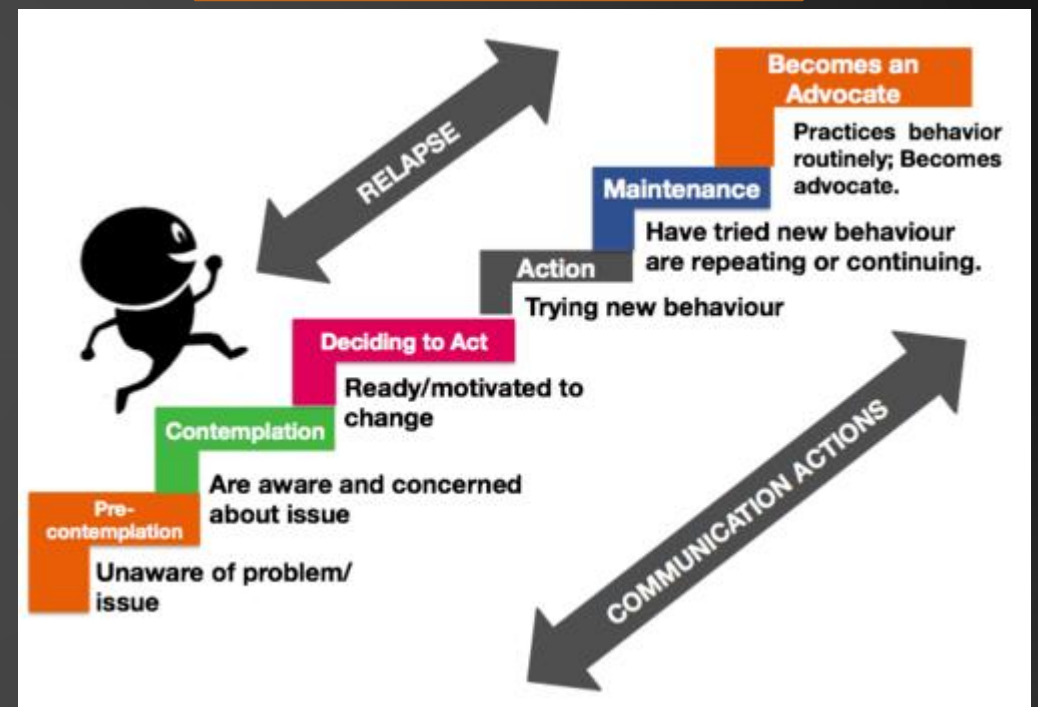 RELAPSE
Becomes an
Advocate
Practices behavior
routinely; Becomes
advocate.
Maintenance
Have tried new behaviour
are repeating or continuing.
Action
Trying new behaviour
Deciding to Act
Ready/motivated to
change
Contemplation
Are aware and concerned
about issue
Pre-
contemplation
Unaware of problem/
issue
COMMUNICATION ACTIONS